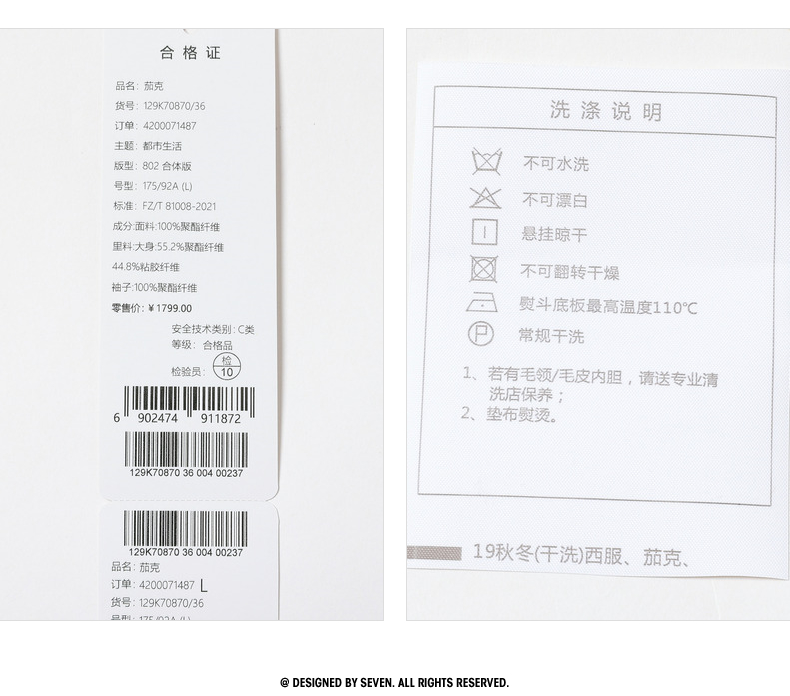 合格证
品名：茄克
货号：129K70870/36
订单：4200071487
主题：都市生活
版型：802 合体版
号型：175/92A (L)
标准：FZ/T 81008-2021
成分:面料:100%聚酯纤维
里料:大身:55.2%聚酯纤维
44.8%粘胶纤维
袖子:100%聚酯纤维
零售价：￥1799.00
安全技术类别：C类
等级：合格品
检验员：检 10
6 902474 911872
129K70870 36 004 00237
129K70870 36 004 00237
品名：茄克
订单：4200071487 L
货号：129K70870/36
号型：175/92A (L)
洗涤说明
不可水洗
不可漂白
悬挂晾干
不可翻转干燥
熨斗底板最高温度110℃
P 常规干洗
1、若有毛领/毛皮内胆，请送专业清
洗店保养；
2、垫布熨烫。
19秋冬(干洗)西服、茄克、
@ DESIGNED BY SEVEN. ALL RIGHTS RESERVED.